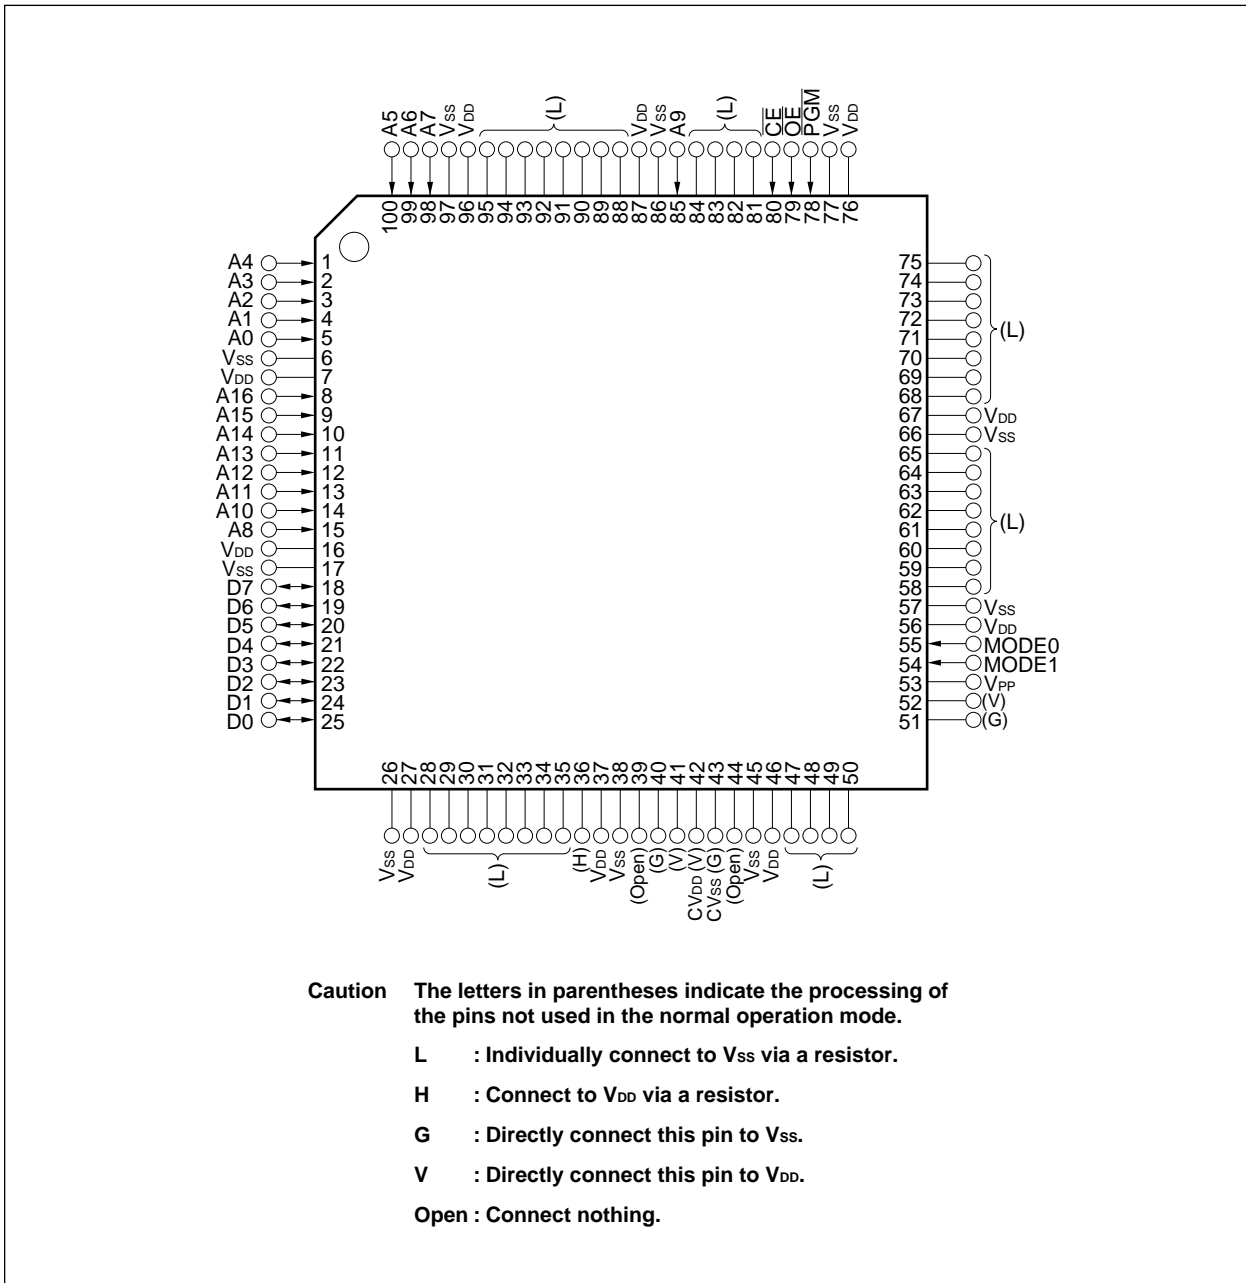 A5
A6
A7
VSS
VDD
(L)
VDD
VSS
A9
(L)
CE
OE
PGM
VSS
VDD
100
99
98
97
96
95
94
93
92
91
90
89
88
87
86
85
84
83
82
81
80
79
78
77
76
A4 1
A3 2
A2 3
A1 4
A0 5
VSS 6
VDD 7
A16 8
A15 9
A14 10
A13 11
A12 12
A11 13
A10 14
A8 15
VDD 16
VSS 17
D7 18
D6 19
D5 20
D4 21
D3 22
D2 23
D1 24
D0 25
75
74
73
72
71
(L)
70
69
68
67 VDD
66 VSS
65
64
63
62
61
(L)
60
59
58
57 VSS
56 VDD
55 MODE0
54 MODE1
53 VPP
52 (V)
51 (G)
26
27
28
29
30
31
32
33
34
35
36
37
38
39
40
41
42
43
44
45
46
47
48
49
50
VSS
VDD
(L)
(H)
VDD
VSS
(Open)
(G)
(V)
CVDD (V)
CVSS (G)
(Open)
VSS
VDD
(L)
Caution The letters in parentheses indicate the processing of
the pins not used in the normal operation mode.
L : Individually connect to VSS via a resistor.
H : Connect to VDD via a resistor.
G : Directly connect this pin to VSS.
V : Directly connect this pin to VDD.
Open : Connect nothing.